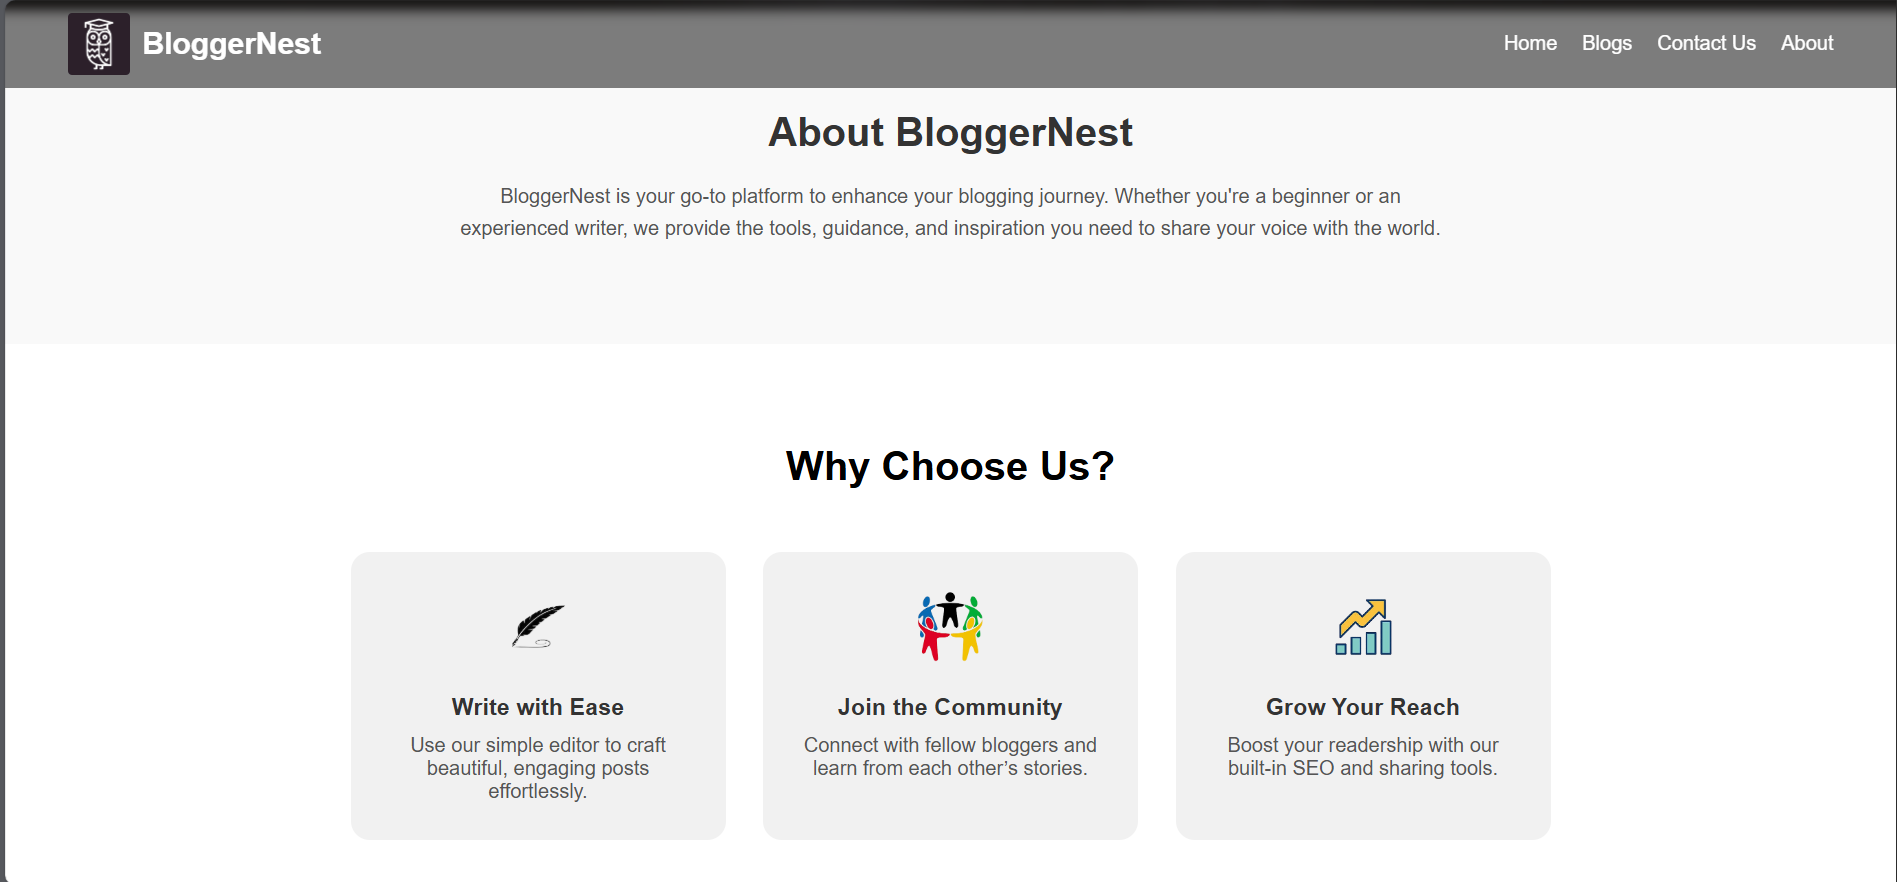 BloggerNest
Home Blogs Contact Us About
About BloggerNest
BloggerNest is your go-to platform to enhance your blogging journey. Whether you're a beginner or an
experienced writer, we provide the tools, guidance, and inspiration you need to share your voice with the world.
Why Choose Us?
Write with Ease
Use our simple editor to craft
beautiful, engaging posts
effortlessly.
Join the Community
Connect with fellow bloggers and
learn from each other’s stories.
Grow Your Reach
Boost your readership with our
built-in SEO and sharing tools.